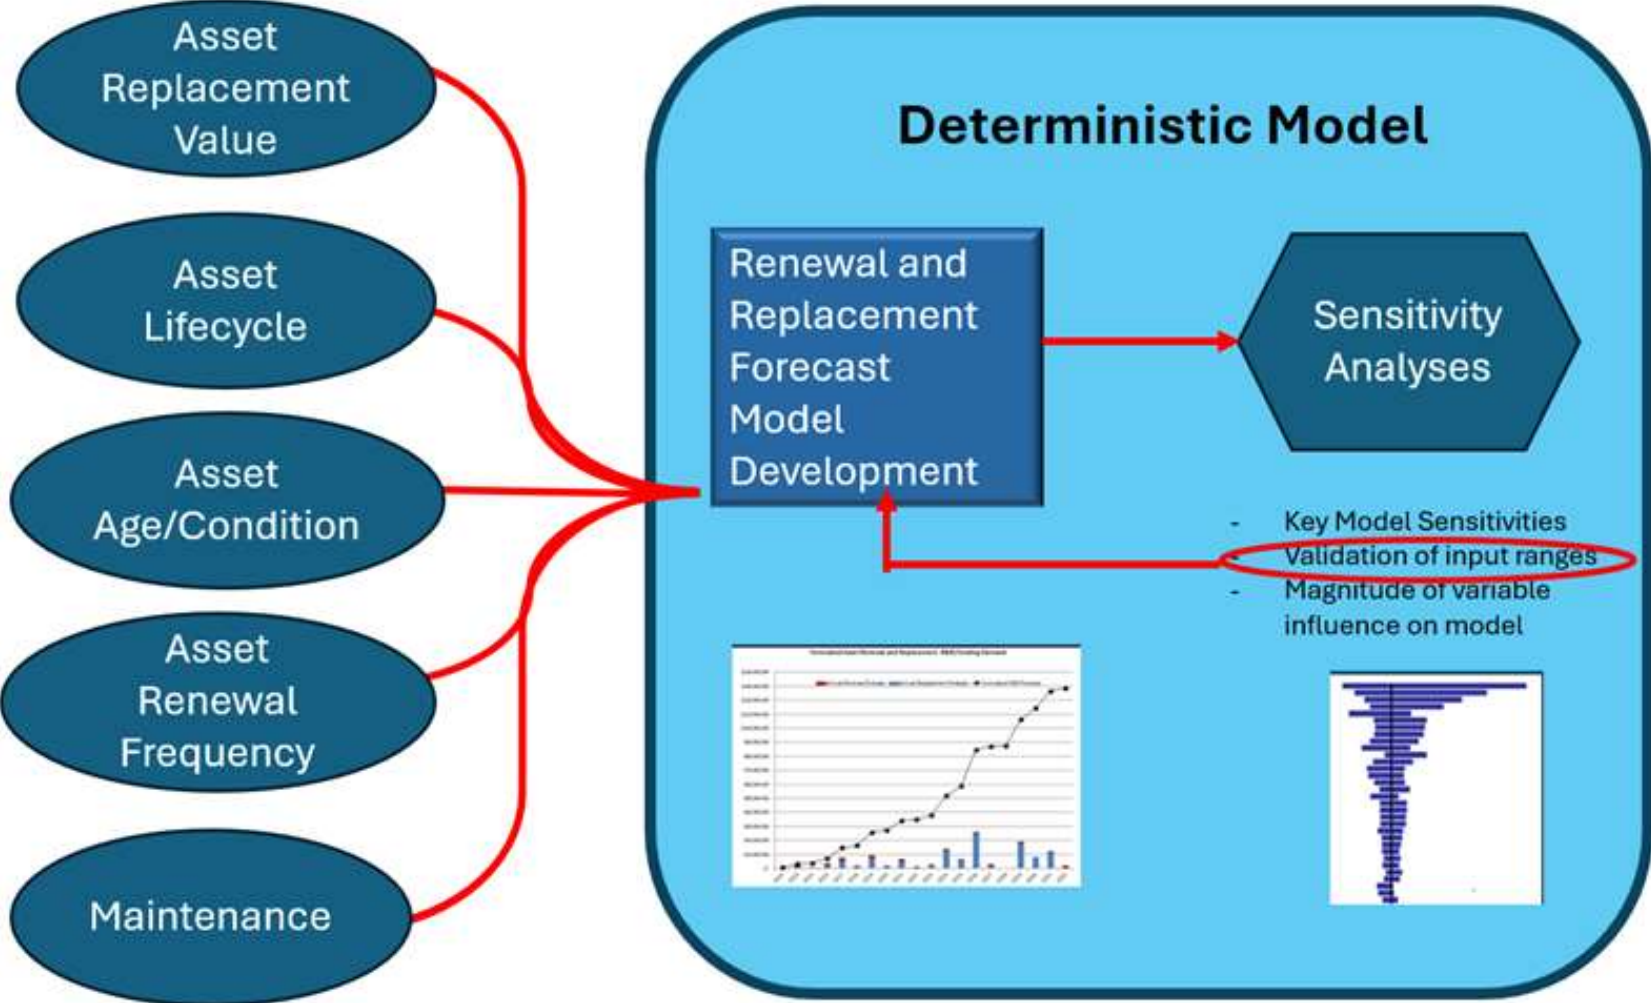 Asset
Replacement
Value
Asset
Lifecycle
Asset
Age/Condition
Asset
Renewal
Frequency
Maintenance
Deterministic Model
Renewal and
Replacement
Forecast
Model
Development
Sensitivity
Analyses
- Key Model Sensitivities
- Validation of input ranges
- Magnitude of variable
influence on model